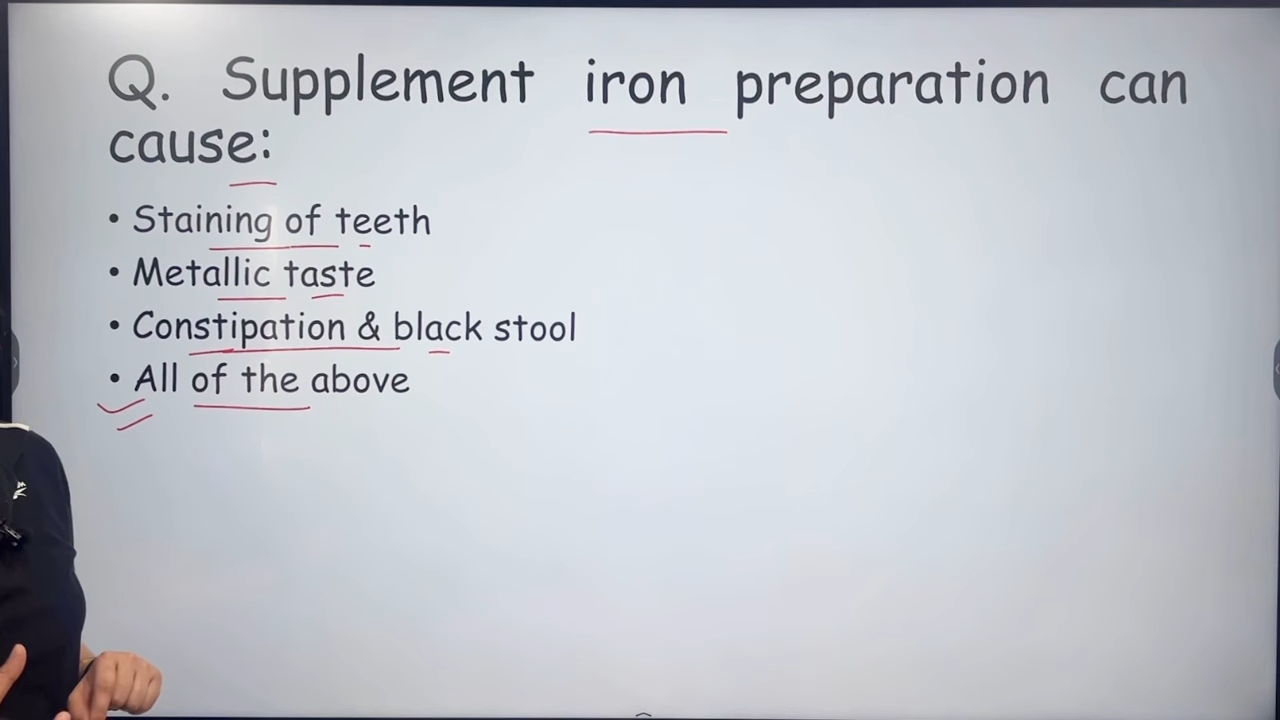 Q. Supplement iron preparation can
cause:
• Staining of teeth
• Metallic taste
• Constipation & black stool
• All of the above